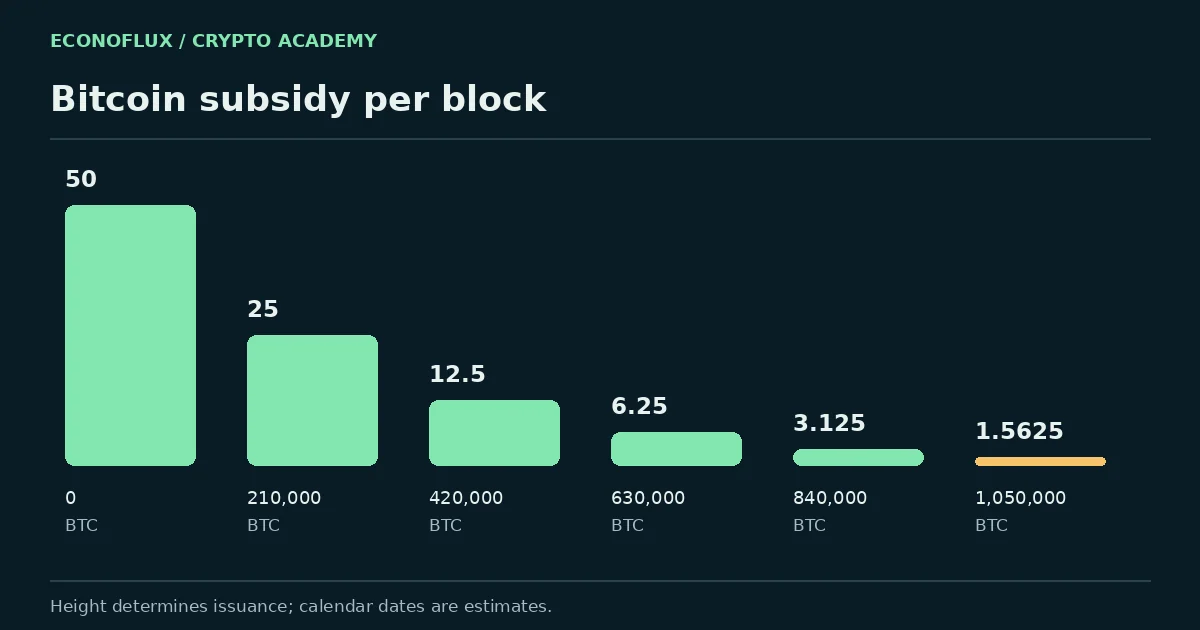 ECONOFLUX / CRYPTO ACADEMY
Bitcoin subsidy per block
50
25
12.5
6.25
3.125
1.5625
0
210,000
420,000
630,000
840,000
1,050,000
BTC
BTC
BTC
BTC
BTC
BTC
Height determines issuance; calendar dates are estimates.